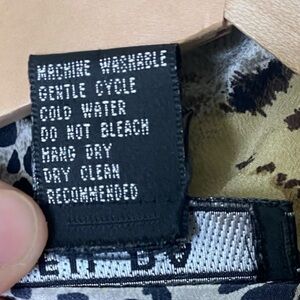 MACHINE WASHABLE
GENTLE CYCLE
COLD WATER
DO NOT BLEACH
HANG DRY
DRY CLEAN
RECOMMENDED